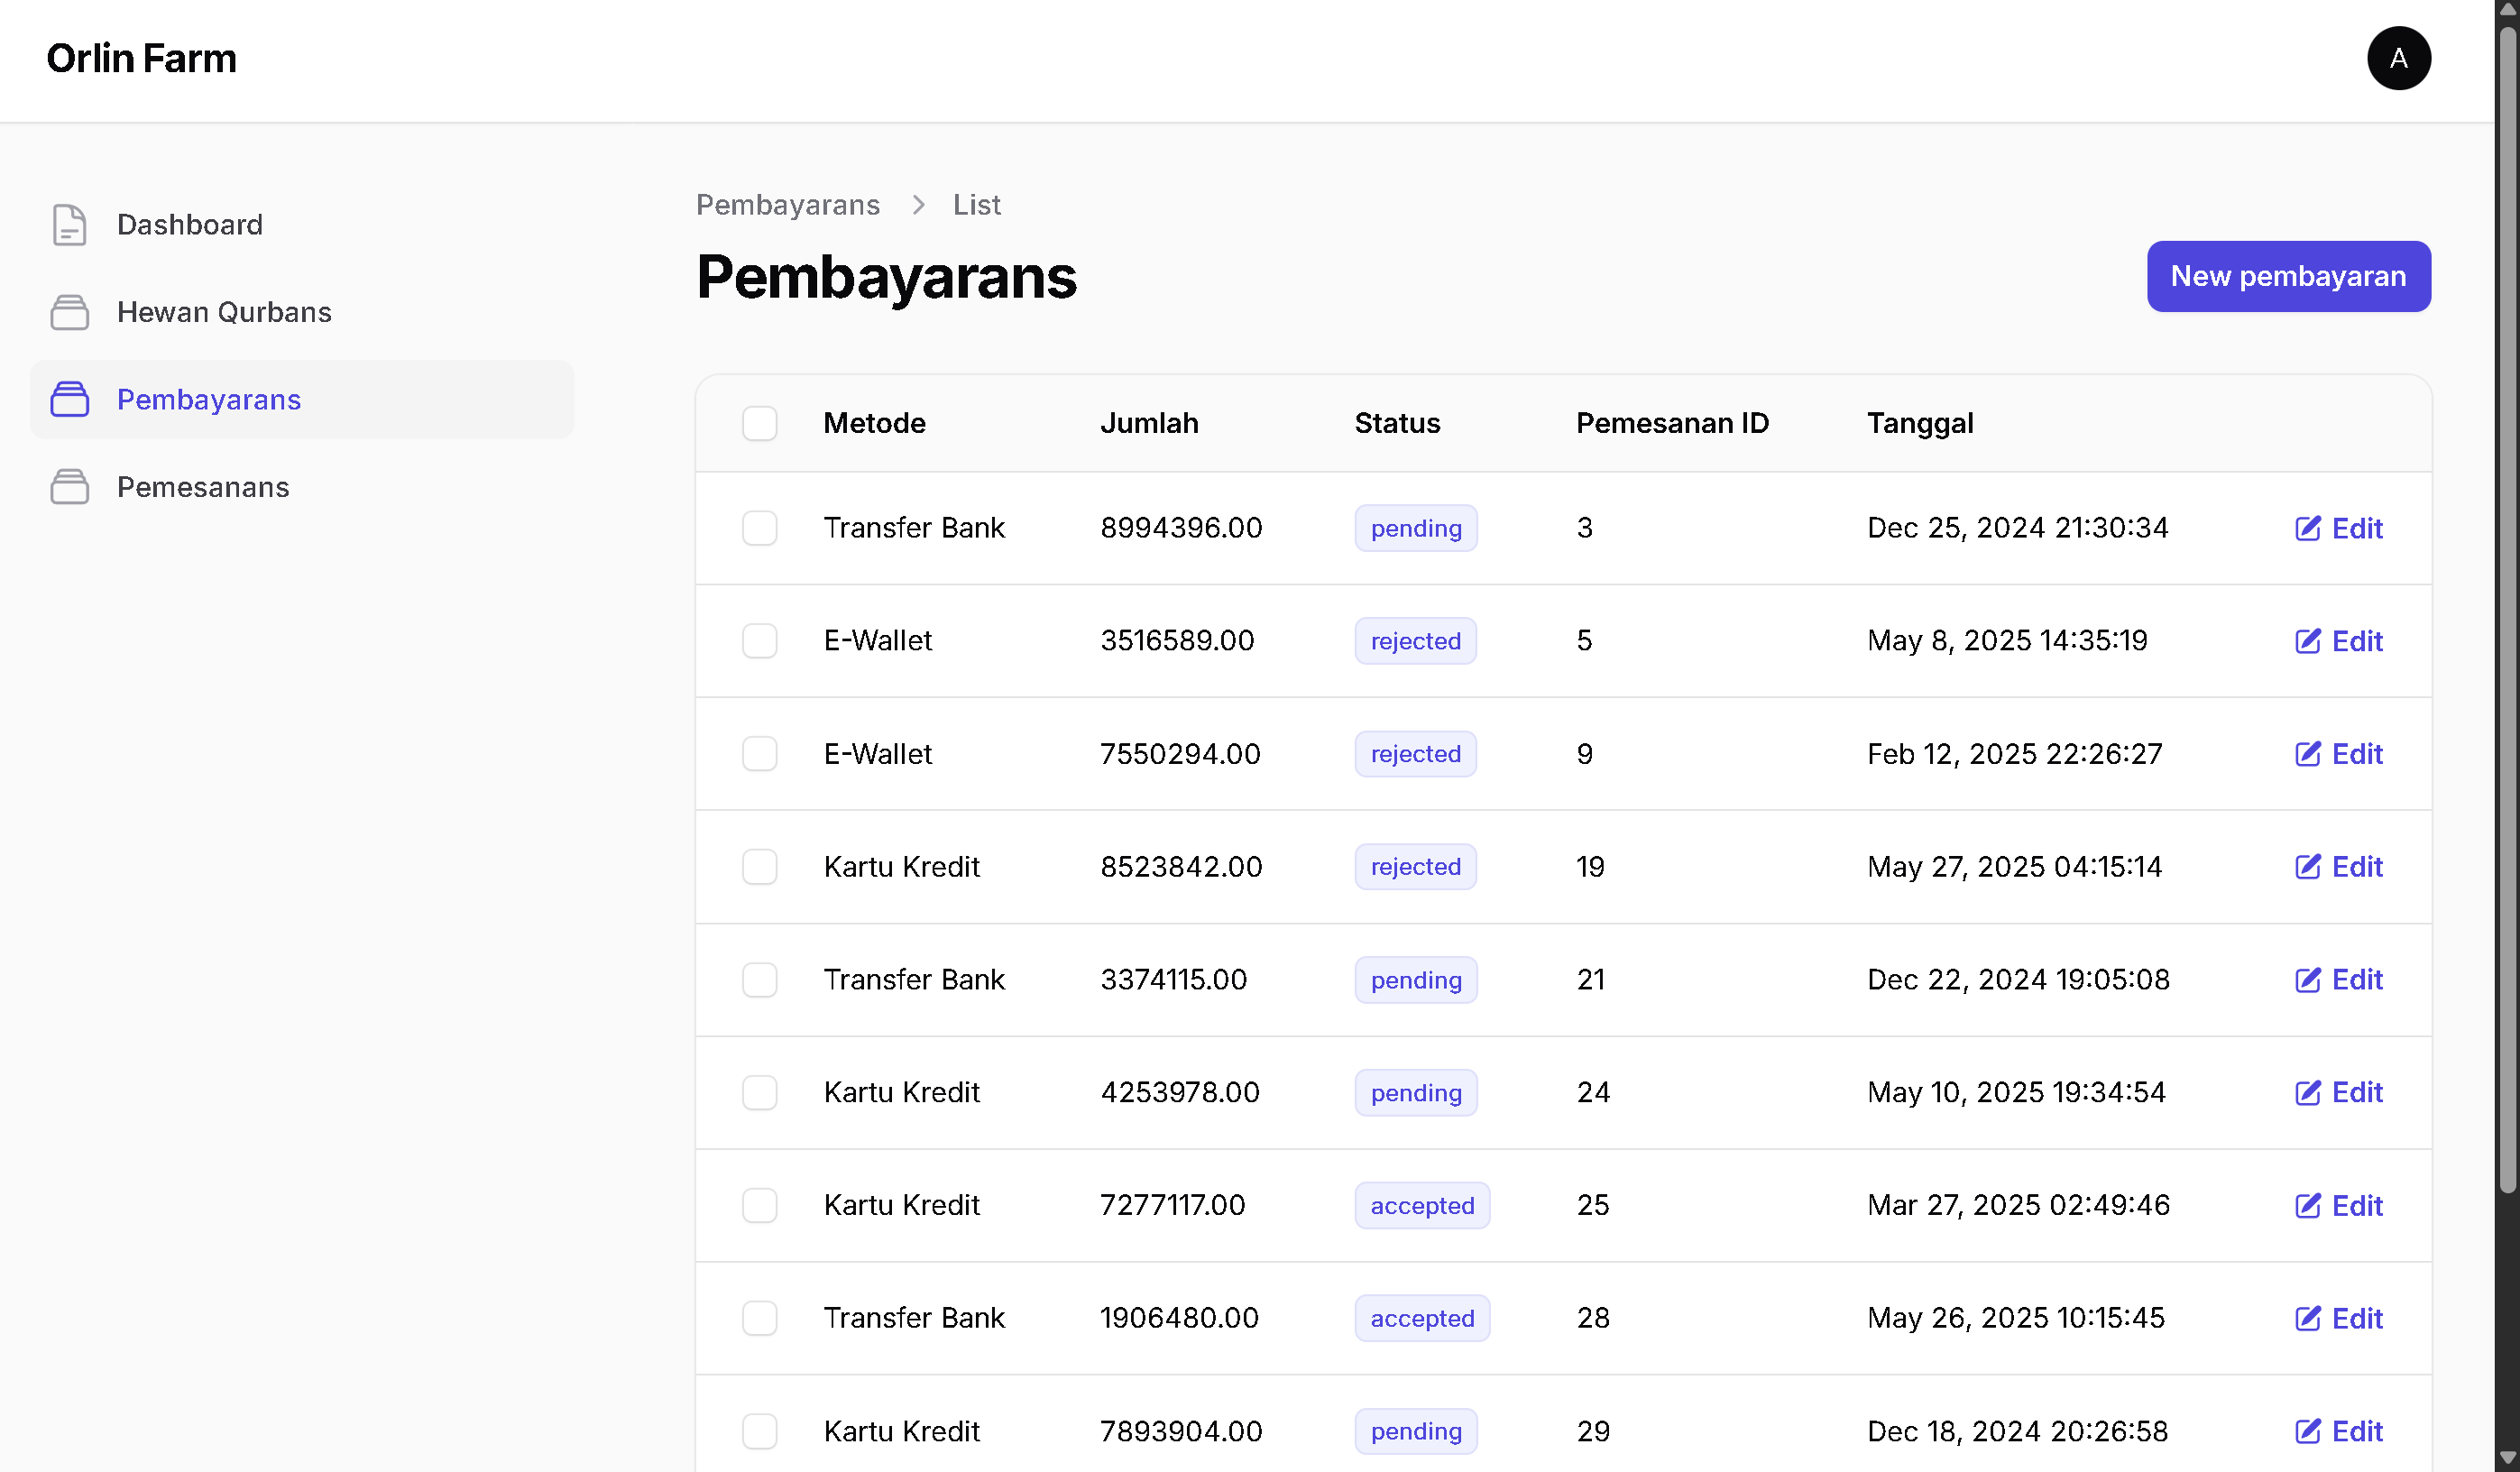 Orlin Farm
A
Dashboard
Hewan Qurbans
Pembayarans
Pemesanans
Pembayarans > List
Pembayarans
New pembayaran
Metode Jumlah Status Pemesanan ID Tanggal
Transfer Bank 8994396.00 pending 3 Dec 25, 2024 21:30:34 Edit
E-Wallet 3516589.00 rejected 5 May 8, 2025 14:35:19 Edit
E-Wallet 7550294.00 rejected 9 Feb 12, 2025 22:26:27 Edit
Kartu Kredit 8523842.00 rejected 19 May 27, 2025 04:15:14 Edit
Transfer Bank 3374115.00 pending 21 Dec 22, 2024 19:05:08 Edit
Kartu Kredit 4253978.00 pending 24 May 10, 2025 19:34:54 Edit
Kartu Kredit 7277117.00 accepted 25 Mar 27, 2025 02:49:46 Edit
Transfer Bank 1906480.00 accepted 28 May 26, 2025 10:15:45 Edit
Kartu Kredit 7893904.00 pending 29 Dec 18, 2024 20:26:58 Edit